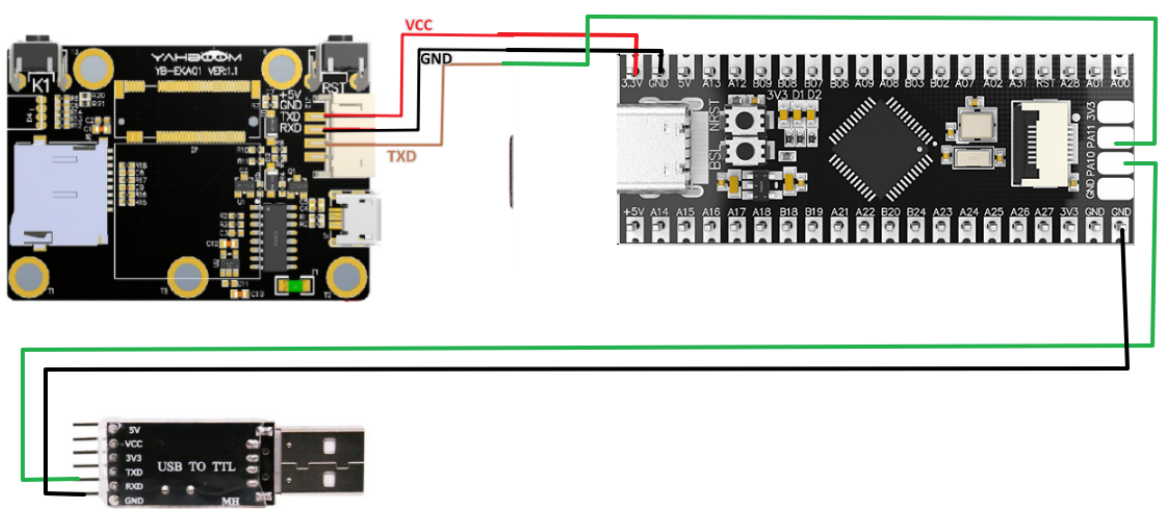 VCC
GND
TXD
YAHBOOM
YB-EKA01 VER:1.1
K1
RST
+5V
GND
TXD
RXD
3.3V GND 5V A13 A12 B09 B08 B07 B06 A09 A08 B03 B02 A07 A02 A31 RST A28 A01 A00
3V3 D1 D2
NRST
BSL
3V3
PA11
PA10
GND
+5V A14 A15 A16 A17 A18 B18 B19 A21 A22 B20 B24 A23 A24 A25 A26 A27 3V3 GND GND
5V
VCC
3V3
TXD
RXD
GND
USB TO TTL
MH